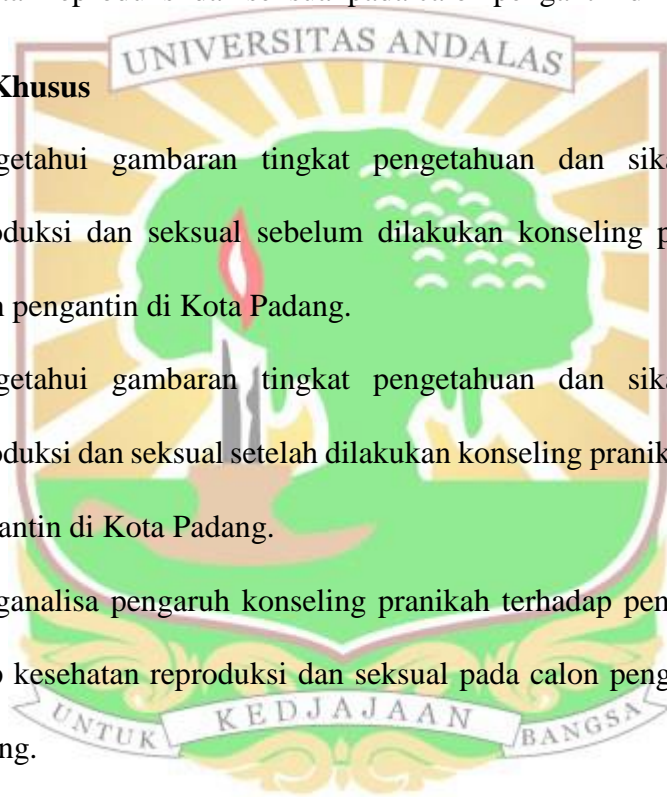 UNIVERSITAS ANDALAS
Khusus
getahui gambaran tingkat pengetahuan dan sika
oduksi dan seksual sebelum dilakukan konseling p
n pengantin di Kota Padang.
getahui gambaran tingkat pengetahuan dan sika
oduksi dan seksual setelah dilakukan konseling pranik
antin di Kota Padang.
ganalisa pengaruh konseling pranikah terhadap pen
p kesehatan reproduksi dan seksual pada calon peng
ng.
UNTUK KEDJAJAAN BANGSA